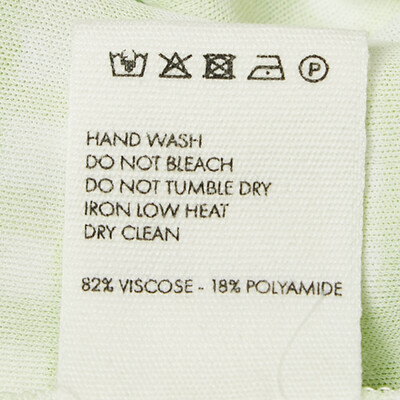 P
HAND WASH
DO NOT BLEACH
DO NOT TUMBLE DRY
IRON LOW HEAT
DRY CLEAN
82% VISCOSE - 18% POLYAMIDE